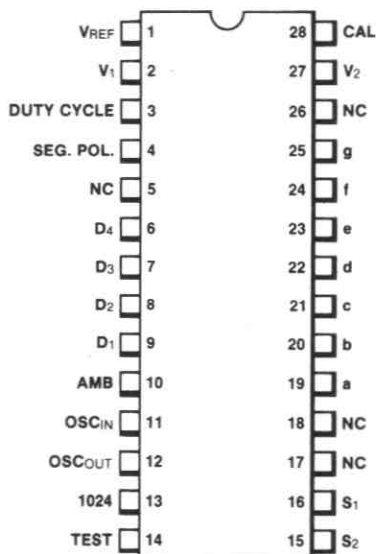 VREF 1 28 CAL
V1 2 27 V2
DUTY CYCLE 3 26 NC
SEG. POL. 4 25 g
NC 5 24 f
D4 6 23 e
D3 7 22 d
D2 8 21 c
D1 9 20 b
AMB 10 19 a
OSCIN 11 18 NC
OSCOUT 12 17 NC
1024 13 16 S1
TEST 14 15 S2